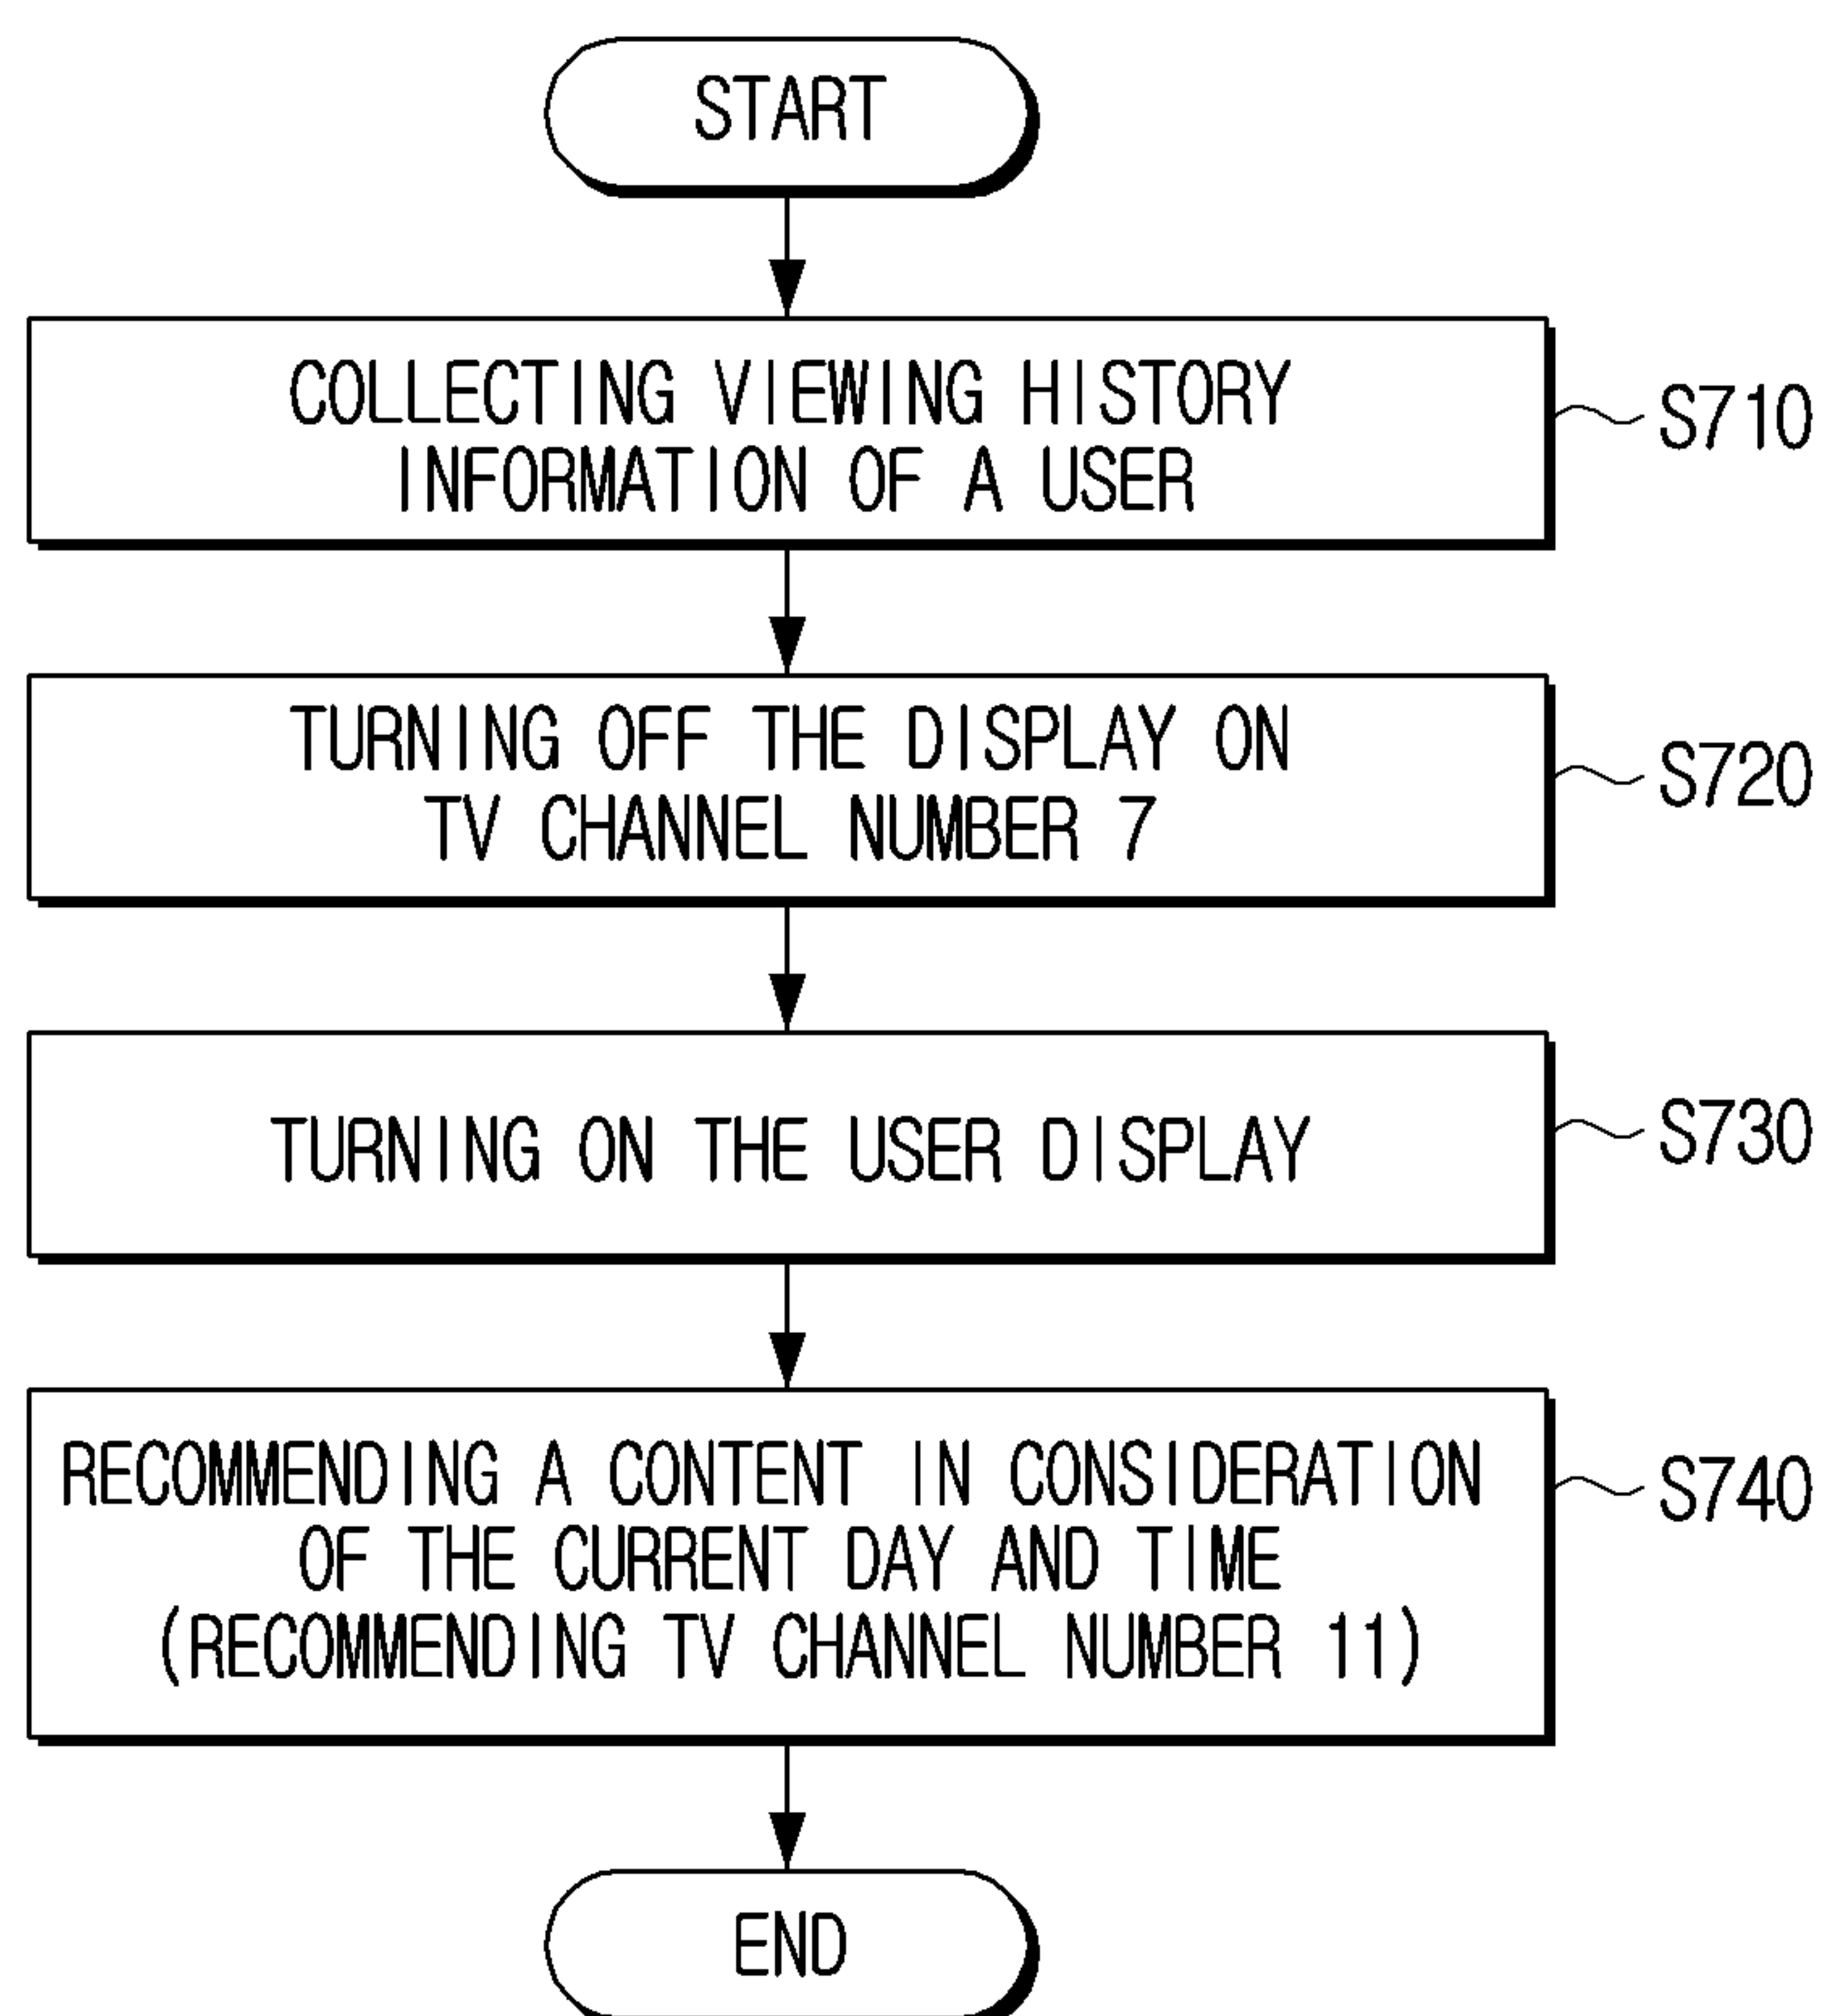 START
COLLECTING VIEWING HISTORY
INFORMATION OF A USER
S710
TURNING OFF THE DISPLAY ON
TV CHANNEL NUMBER 7
S720
TURNING ON THE USER DISPLAY
S730
RECOMMENDING A CONTENT IN CONSIDERATION
OF THE CURRENT DAY AND TIME
(RECOMMENDING TV CHANNEL NUMBER 11)
S740
END